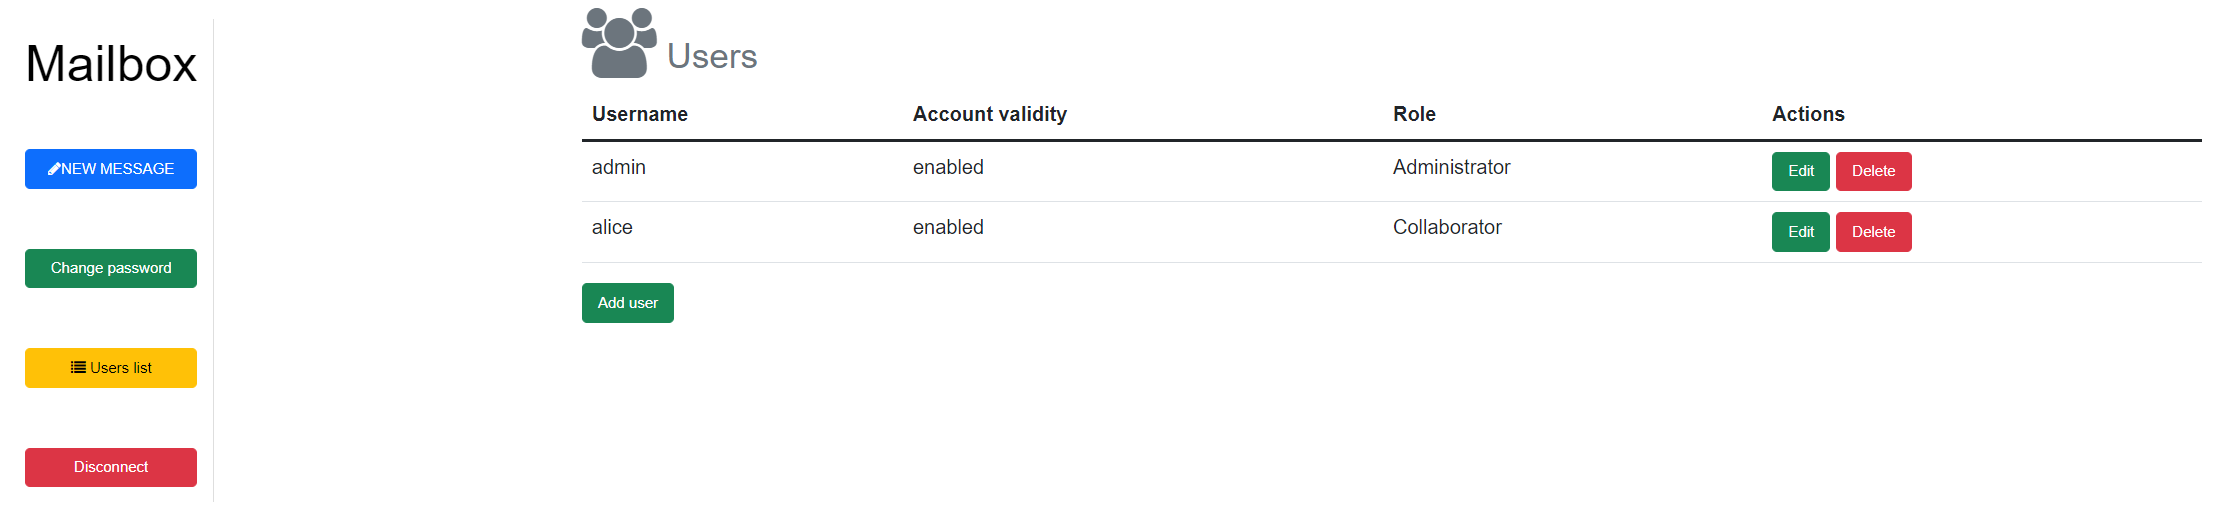 Mailbox
NEW MESSAGE
Change password
Users list
Disconnect
Users
Username Account validity Role Actions
admin enabled Administrator Edit Delete
alice enabled Collaborator Edit Delete
Add user